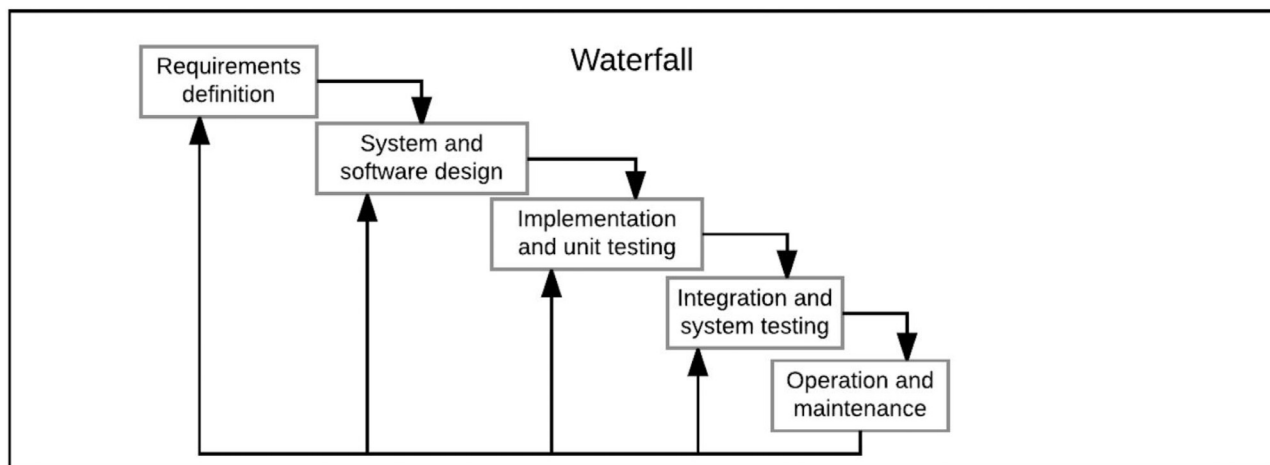 Waterfall
Requirements
definition
System and
software design
Implementation
and unit testing
Integration and
system testing
Operation and
maintenance